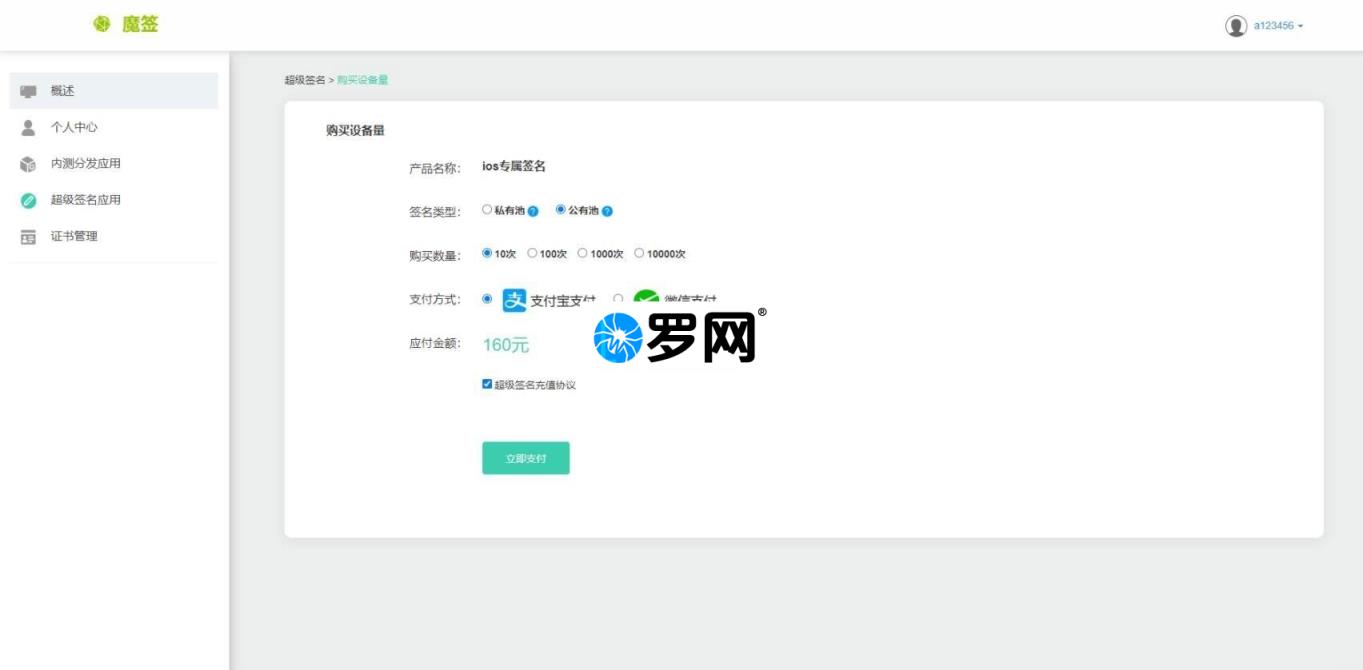 魔签
a123456
概述
个人中心
内测分发应用
超级签名应用
证书管理
超级签名 > 购买设备量
购买设备量
产品名称: ios专属签名
签名类型: 私有池 ? 公有池 ?
购买数量: 10次 100次 1000次 10000次
支付方式: 支 支付宝支付 微信支付
应付金额: 160元
罗网®
超级签名充值协议
立即支付